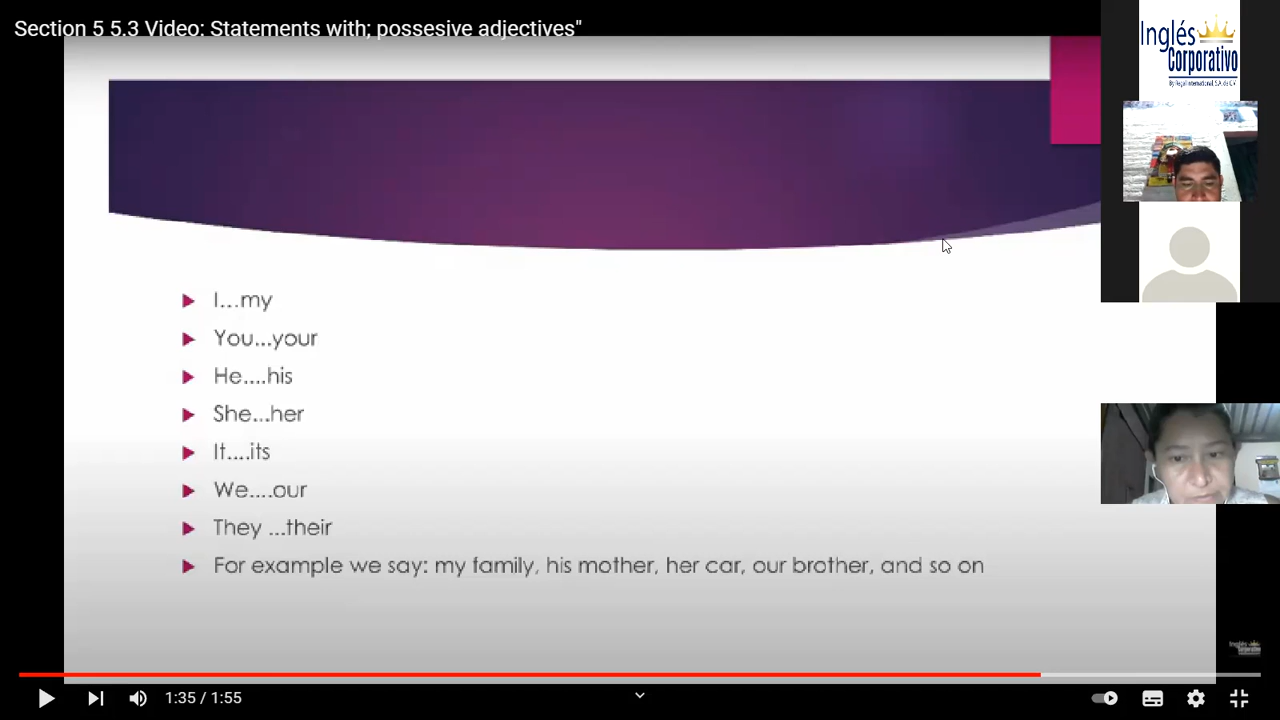 Section 5 5.3 Video: Statements with; possesive adjectives"
Inglés
Corporativo
I...my
You...your
He....his
She...her
It....its
We....our
They ...their
For example we say: my family, his mother, her car, our brother, and so on
1:35 / 1:55